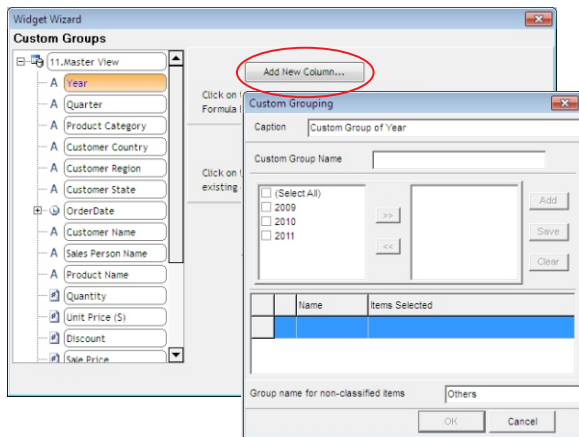 Widget Wizard
Custom Groups
11.Master View
A Year
A Quarter
A Product Category
A Customer Country
A Customer Region
A Customer State
OrderDate
A Customer Name
A Sales Person Name
A Product Name
# Quantity
# Unit Price ($)
# Discount
# Sale Price
Add New Column...
Click on
Formula
Click on
existing
Custom Grouping
Caption Custom Group of Year
Custom Group Name
(Select All)
2009
2010
2011
>>
<<
Add
Save
Clear
Name Items Selected
Group name for non-classified items Others
OK Cancel